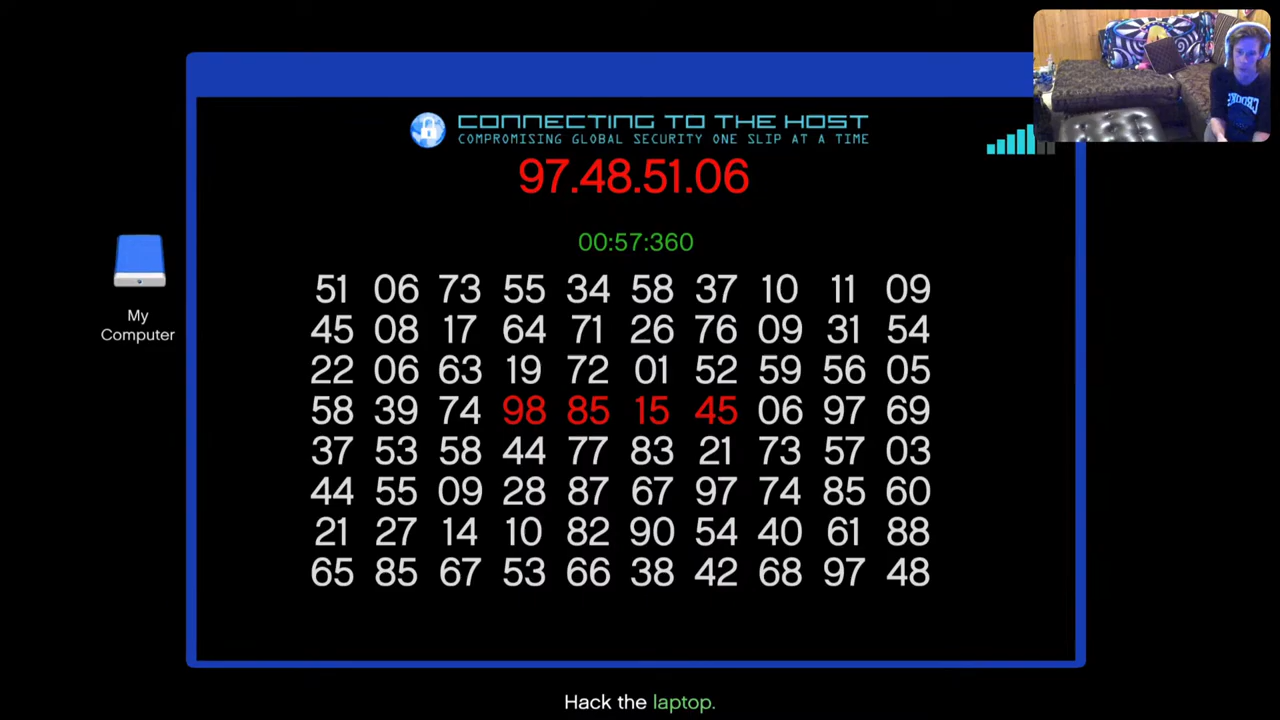 CONNECTING TO THE HOST
COMPROMISING GLOBAL SECURITY ONE SLIP AT A TIME
97.48.51.06
00:57:360
51 06 73 55 34 58 37 10 11 09
45 08 17 64 71 26 76 09 31 54
22 06 63 19 72 01 52 59 56 05
58 39 74 98 85 15 45 06 97 69
37 53 58 44 77 83 21 73 57 03
44 55 09 28 87 67 97 74 85 60
21 27 14 10 82 90 54 40 61 88
65 85 67 53 66 38 42 68 97 48
My
Computer
Hack the laptop.